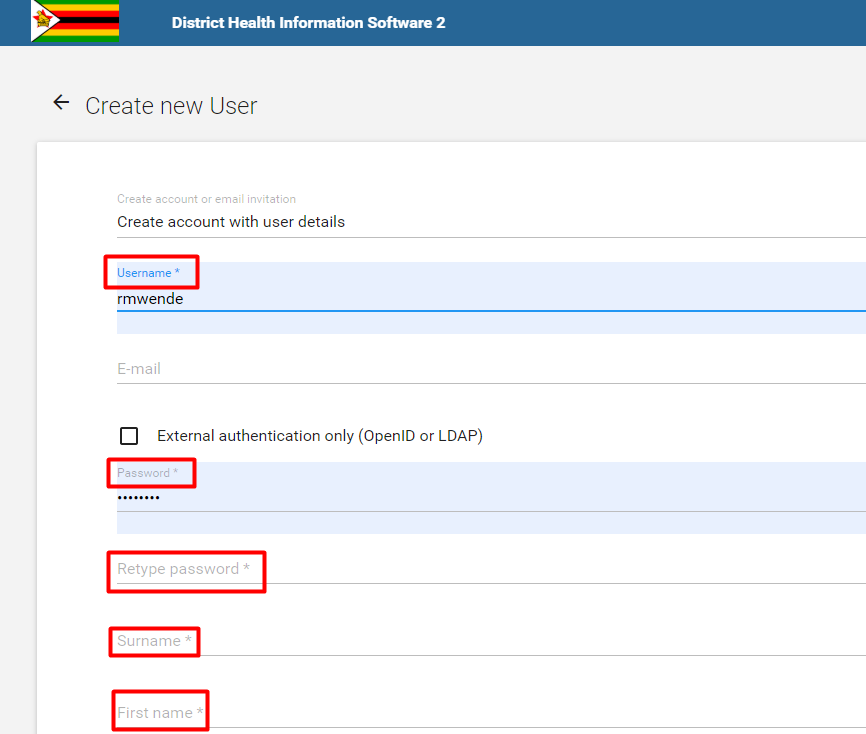 District Health Information Software 2
Create new User
Create account or email invitation
Create account with user details
Username *
rmwende
E-mail
External authentication only (OpenID or LDAP)
Password *
••••••••
Retype password *
Surname *
First name *